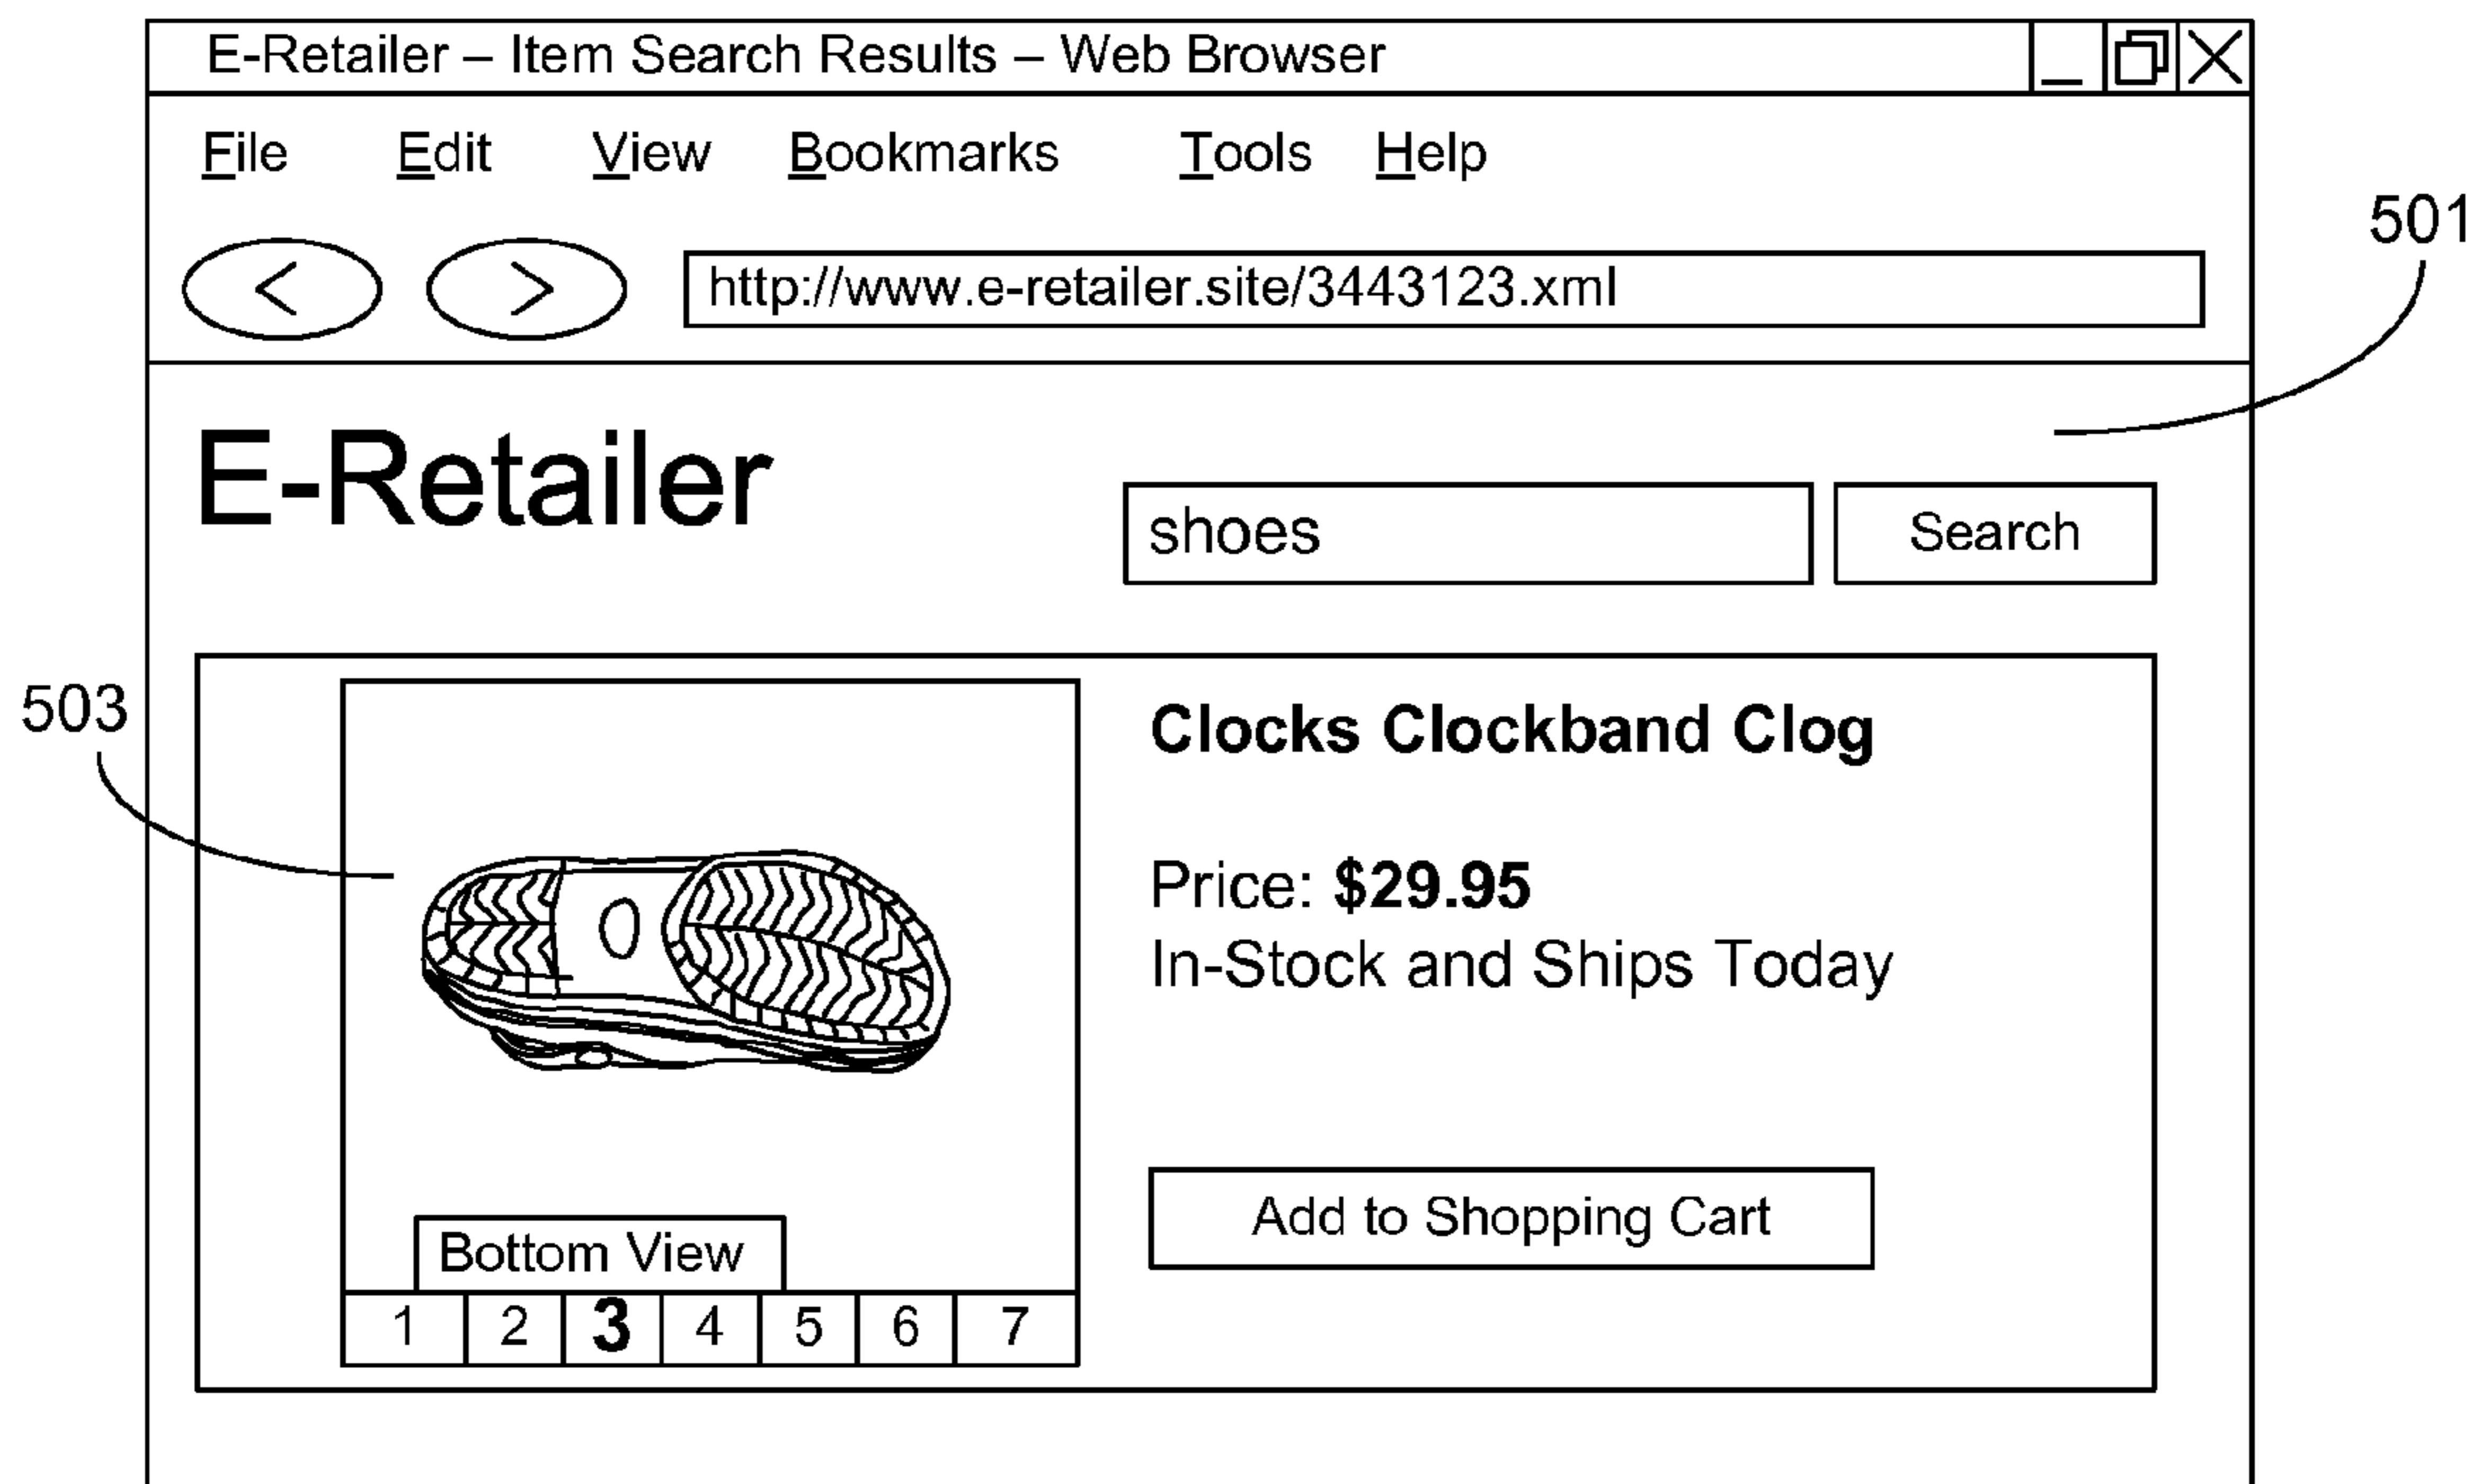 E-Retailer – Item Search Results – Web Browser
File Edit View Bookmarks Tools Help
501
< > http://www.e-retailer.site/3443123.xml
E-Retailer
shoes Search
503
Clocks Clockband Clog
Price: $29.95
In-Stock and Ships Today
Add to Shopping Cart
Bottom View
1 2 3 4 5 6 7